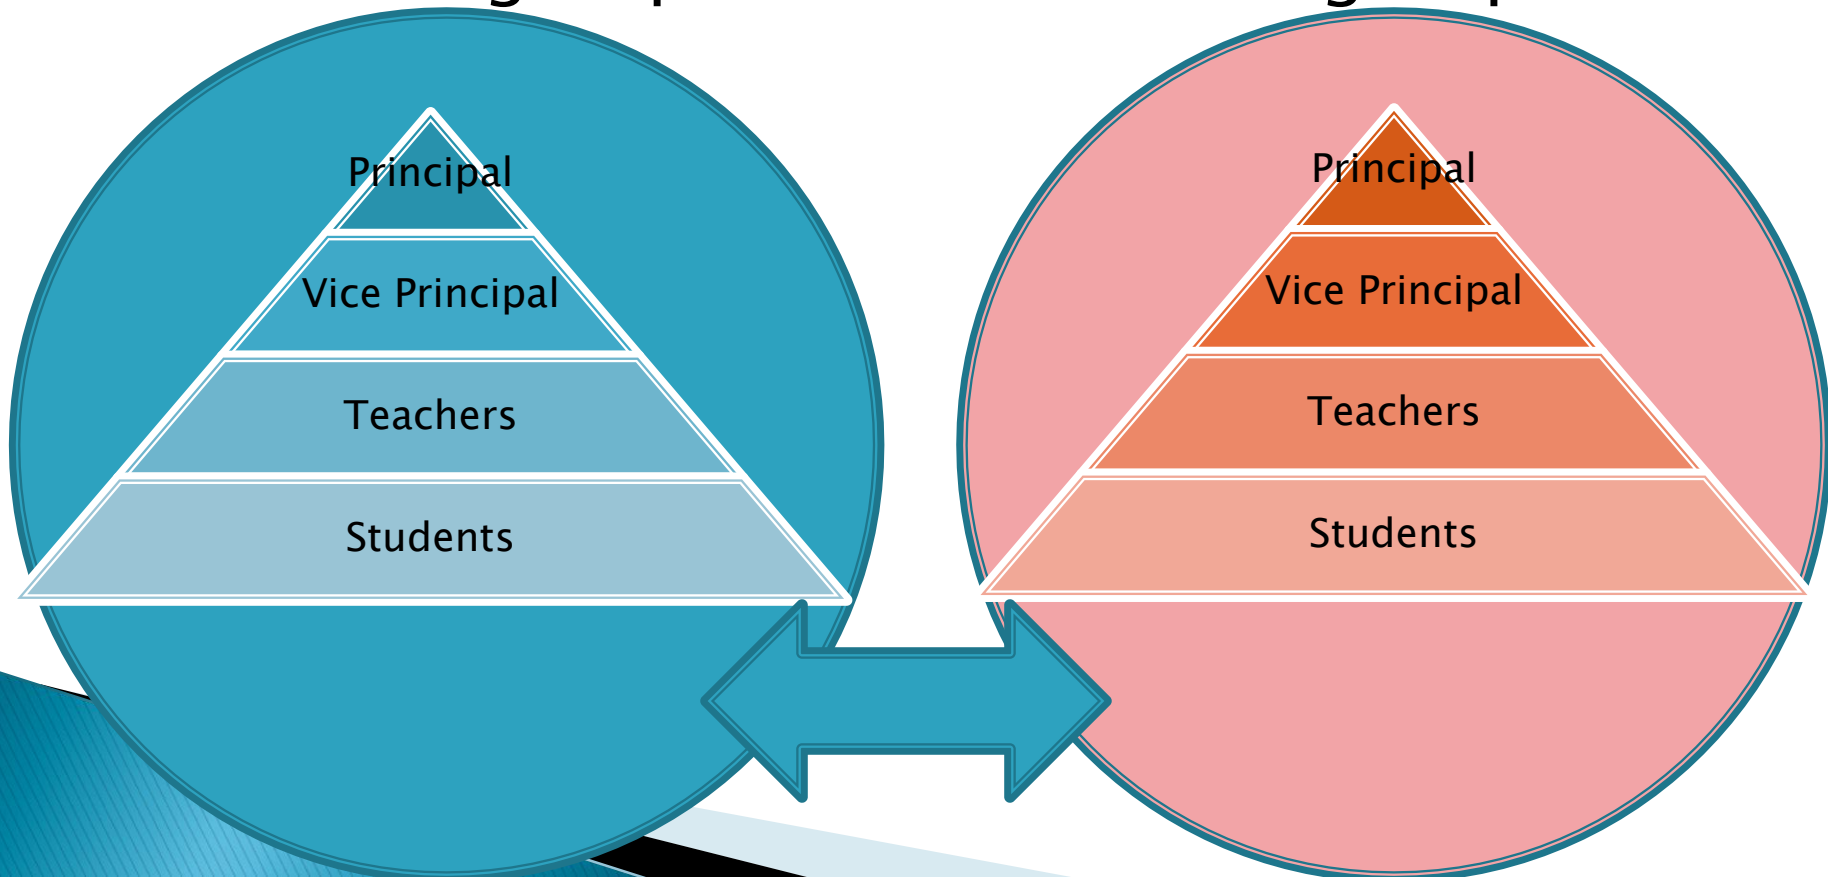 Principal
Vice Principal
Teachers
Students
Principal
Vice Principal
Teachers
Students